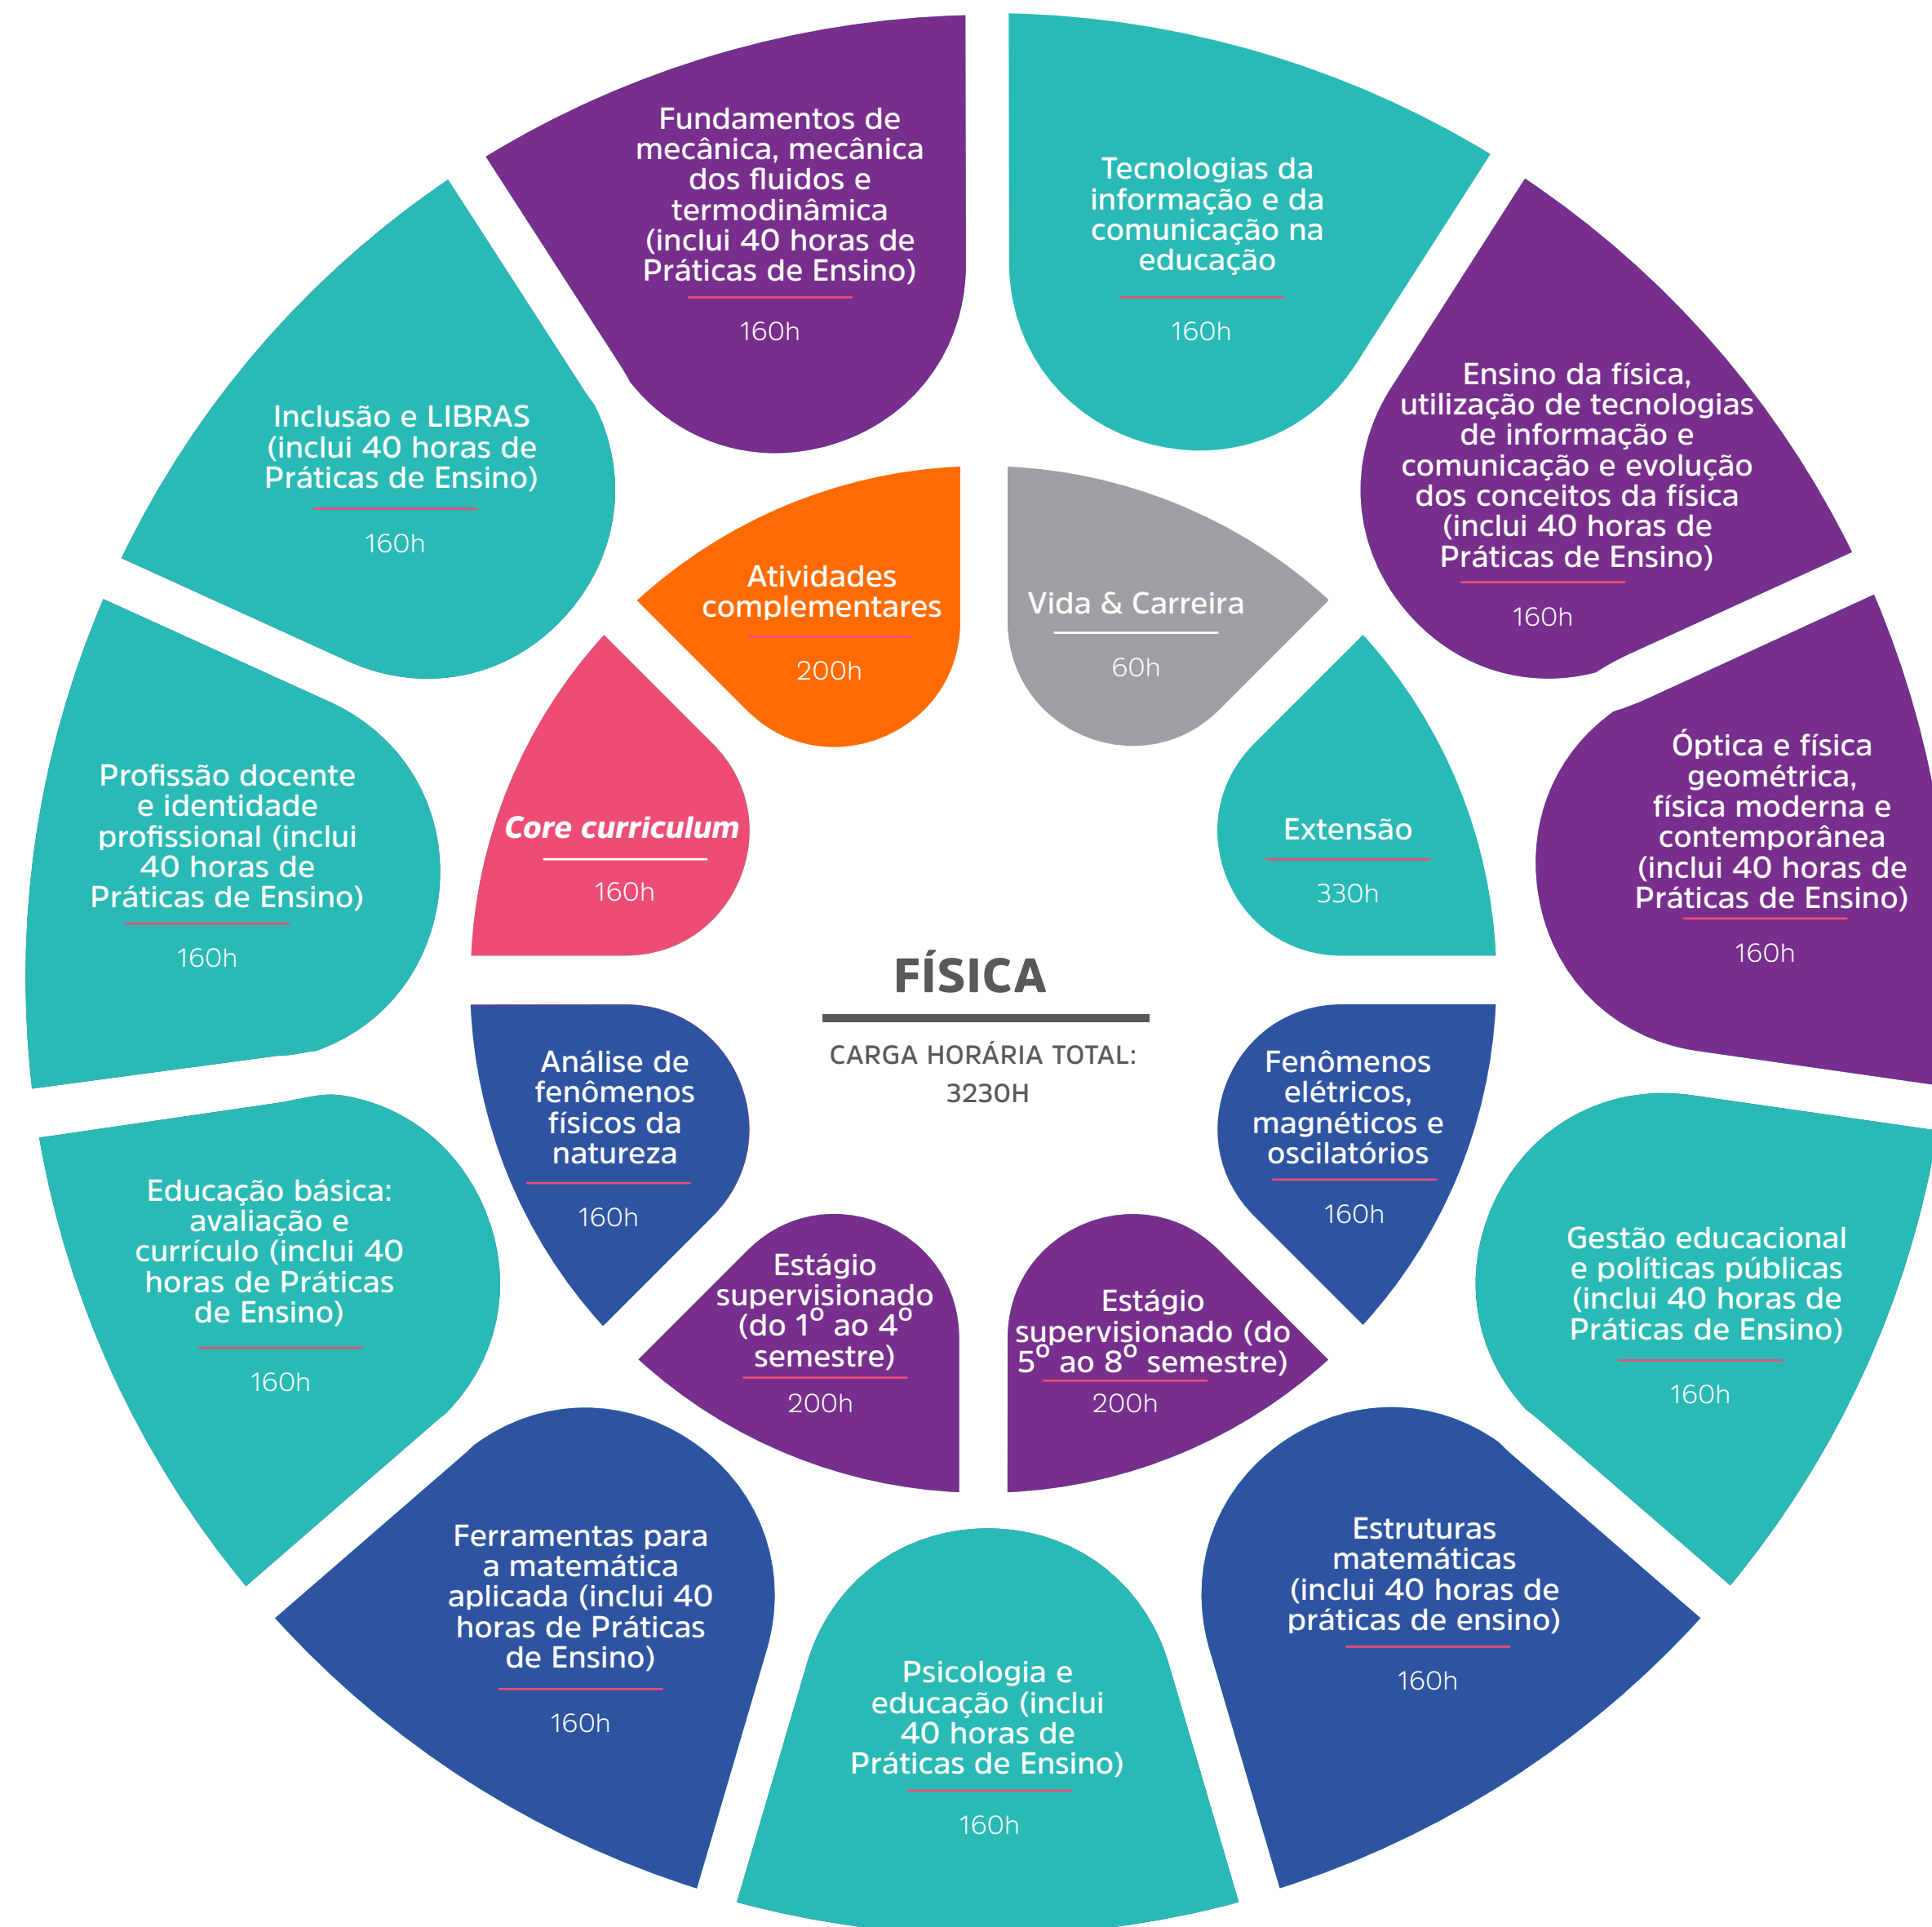 Fundamentos de
mecânica, mecânica
dos fluidos e
termodinâmica
(inclui 40 horas de
Práticas de Ensino)
160h
Tecnologias da
informação e da
comunicação na
educação
160h
Ensino da física,
utilização de tecnologias
de informação e
comunicação e evolução
dos conceitos da física
(inclui 40 horas de
Práticas de Ensino)
160h
Óptica e física
geométrica,
física moderna e
contemporânea
(inclui 40 horas de
Práticas de Ensino)
160h
Gestão educacional
e políticas públicas
(inclui 40 horas de
Práticas de Ensino)
160h
Estruturas
matemáticas
(inclui 40 horas de
práticas de ensino)
160h
Psicologia e
educação (inclui
40 horas de
Práticas de Ensino)
160h
Ferramentas para
a matemática
aplicada (inclui 40
horas de Práticas
de Ensino)
160h
Educação básica:
avaliação e
currículo (inclui 40
horas de Práticas
de Ensino)
160h
Profissão docente
e identidade
profissional (inclui
40 horas de
Práticas de Ensino)
160h
Inclusão e LIBRAS
(inclui 40 horas de
Práticas de Ensino)
160h
Atividades
complementares
200h
Vida & Carreira
60h
Extensão
330h
Fenômenos
elétricos,
magnéticos e
oscilatórios
160h
Estágio
supervisionado (do
5º ao 8º semestre)
200h
Estágio
supervisionado
(do 1º ao 4º
semestre)
200h
Análise de
fenômenos
físicos da
natureza
160h
Core curriculum
160h
FÍSICA
CARGA HORÁRIA TOTAL:
3230H